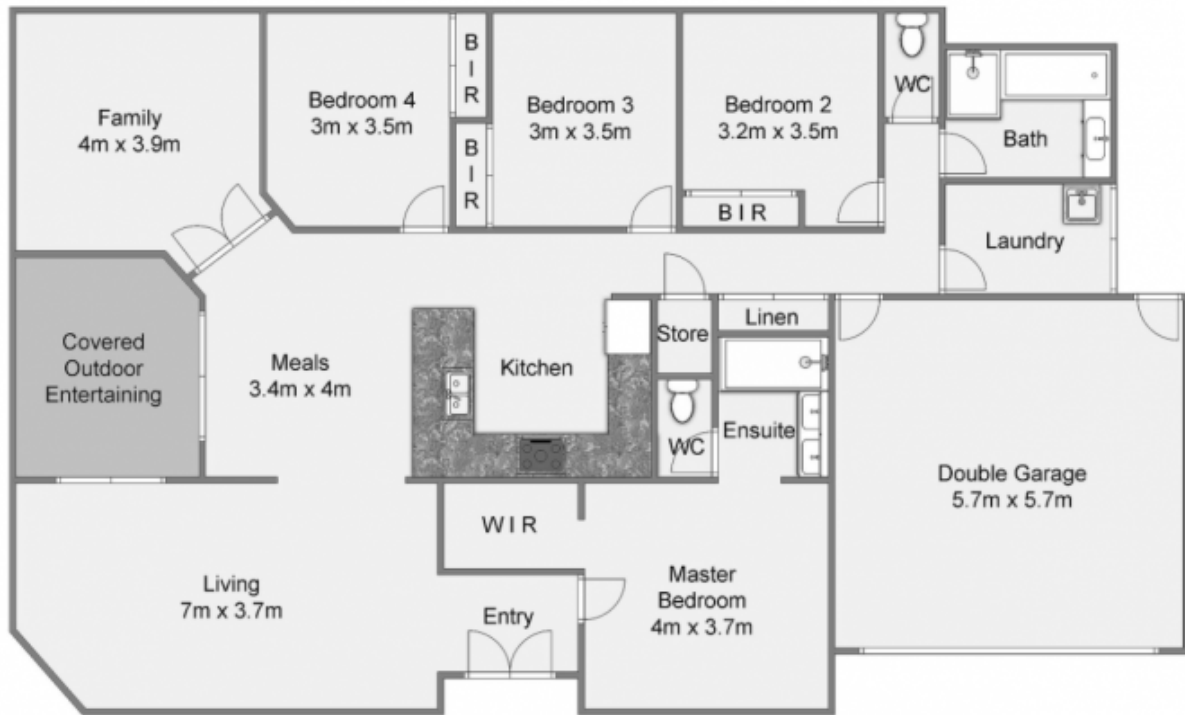 Family
4m x 3.9m
Bedroom 4
3m x 3.5m
B
I
R
B
I
R
Bedroom 3
3m x 3.5m
Bedroom 2
3.2m x 3.5m
B I R
WC
Bath
Laundry
Covered
Outdoor
Entertaining
Meals
3.4m x 4m
Kitchen
Store
Linen
WC
Ensuite
Double Garage
5.7m x 5.7m
Living
7m x 3.7m
W I R
Entry
Master
Bedroom
4m x 3.7m